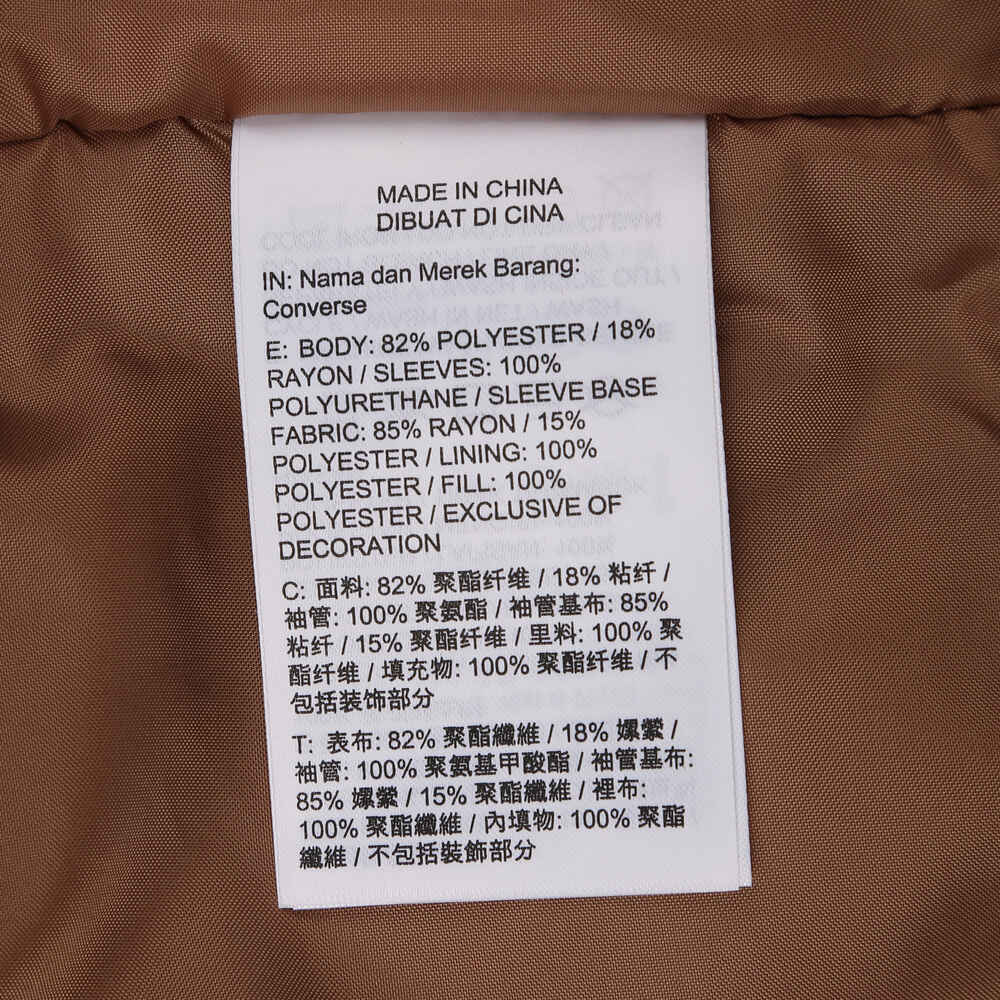 MADE IN CHINA
DIBUAT DI CINA
IN: Nama dan Merek Barang:
Converse
E: BODY: 82% POLYESTER / 18%
RAYON / SLEEVES: 100%
POLYURETHANE / SLEEVE BASE
FABRIC: 85% RAYON / 15%
POLYESTER / LINING: 100%
POLYESTER / FILL: 100%
POLYESTER / EXCLUSIVE OF
DECORATION
C: 面料: 82% 聚酯纤维 / 18% 粘纤 /
袖管: 100% 聚氨酯 / 袖管基布: 85%
粘纤 / 15% 聚酯纤维 / 里料: 100% 聚
酯纤维 / 填充物: 100% 聚酯纤维 / 不
包括装饰部分
T: 表布: 82% 聚酯纖維 / 18% 嫘縈 /
袖管: 100% 聚氨基甲酸酯 / 袖管基布:
85% 嫘縈 / 15% 聚酯纖維 / 裡布:
100% 聚酯纖維 / 內填物: 100% 聚酯
纖維 / 不包括裝飾部分